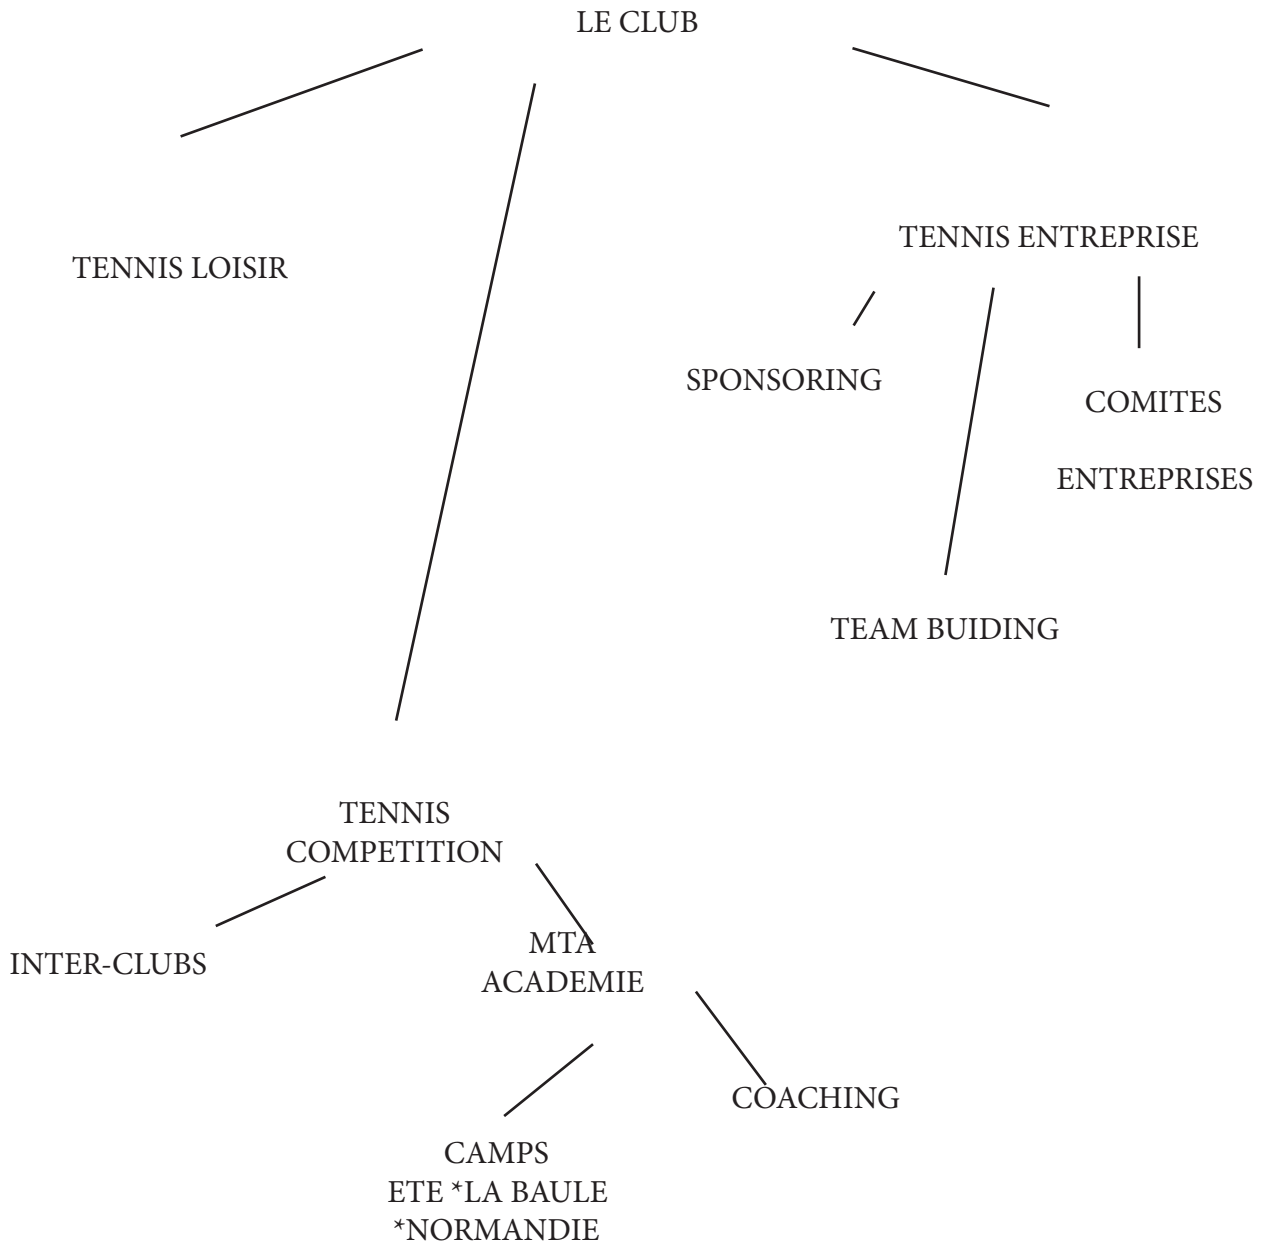 LE CLUB
TENNIS LOISIR
TENNIS ENTREPRISE
SPONSORING
COMITES
ENTREPRISES
TEAM BUIDING
TENNIS
COMPETITION
INTER-CLUBS
MTA
ACADEMIE
COACHING
CAMPS
ETE *LA BAULE
*NORMANDIE